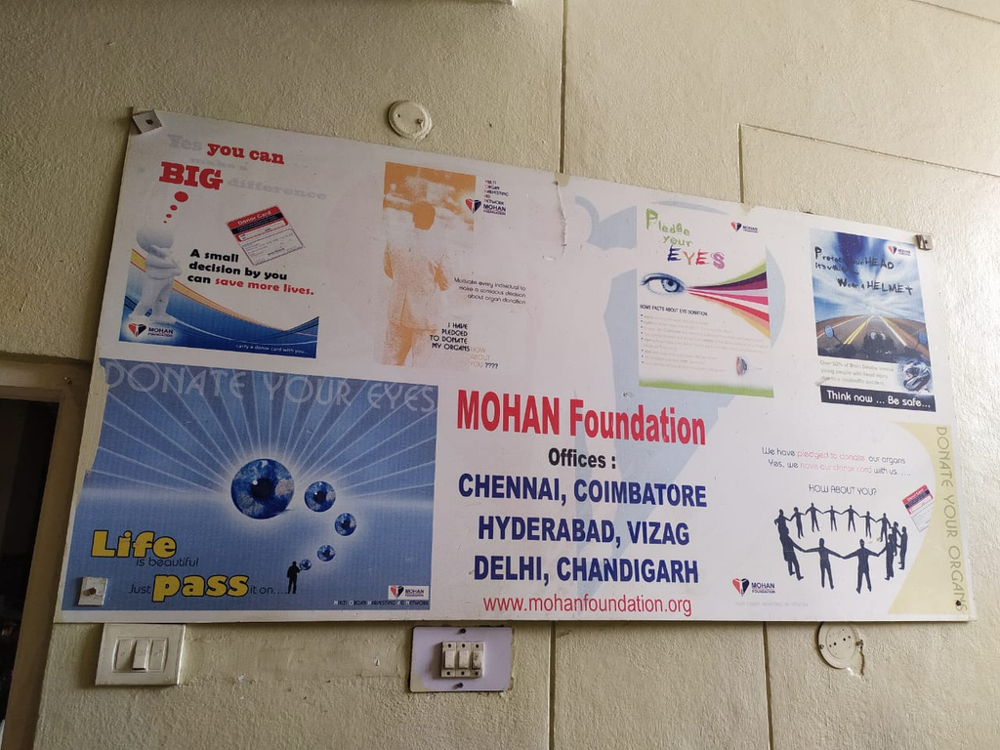 Yes you can
make a
BIG difference
Donor Card
A small
decision by you
can save more lives.
MOHAN
FOUNDATION
carry a donor card with you...
MULTI
ORGAN
HARVESTING
AID
NETWORK
MOHAN
FOUNDATION
Motivate every individual to
make a conscious decision
about organ donation
I HAVE
PLEDGED
TO DONATE
MY ORGANS
HOW
ABOUT
YOU ????
Pledge
your
EYES
MOHAN
FOUNDATION
SOME FACTS ABOUT EYE DONATION
Protect your HEAD
Wear a HELMET
Think now ... Be safe...
DONATE YOUR EYES
Life
is beautiful
Just pass it on....
MOHAN
FOUNDATION
MULTI ORGAN HARVESTING AID NETWORK
MOHAN Foundation
Offices :
CHENNAI, COIMBATORE
HYDERABAD, VIZAG
DELHI, CHANDIGARH
www.mohanfoundation.org
We have pledged to donate our organs
Yes, we have our donor card with us......
HOW ABOUT YOU?
MOHAN
FOUNDATION
DONATE YOUR ORGANS